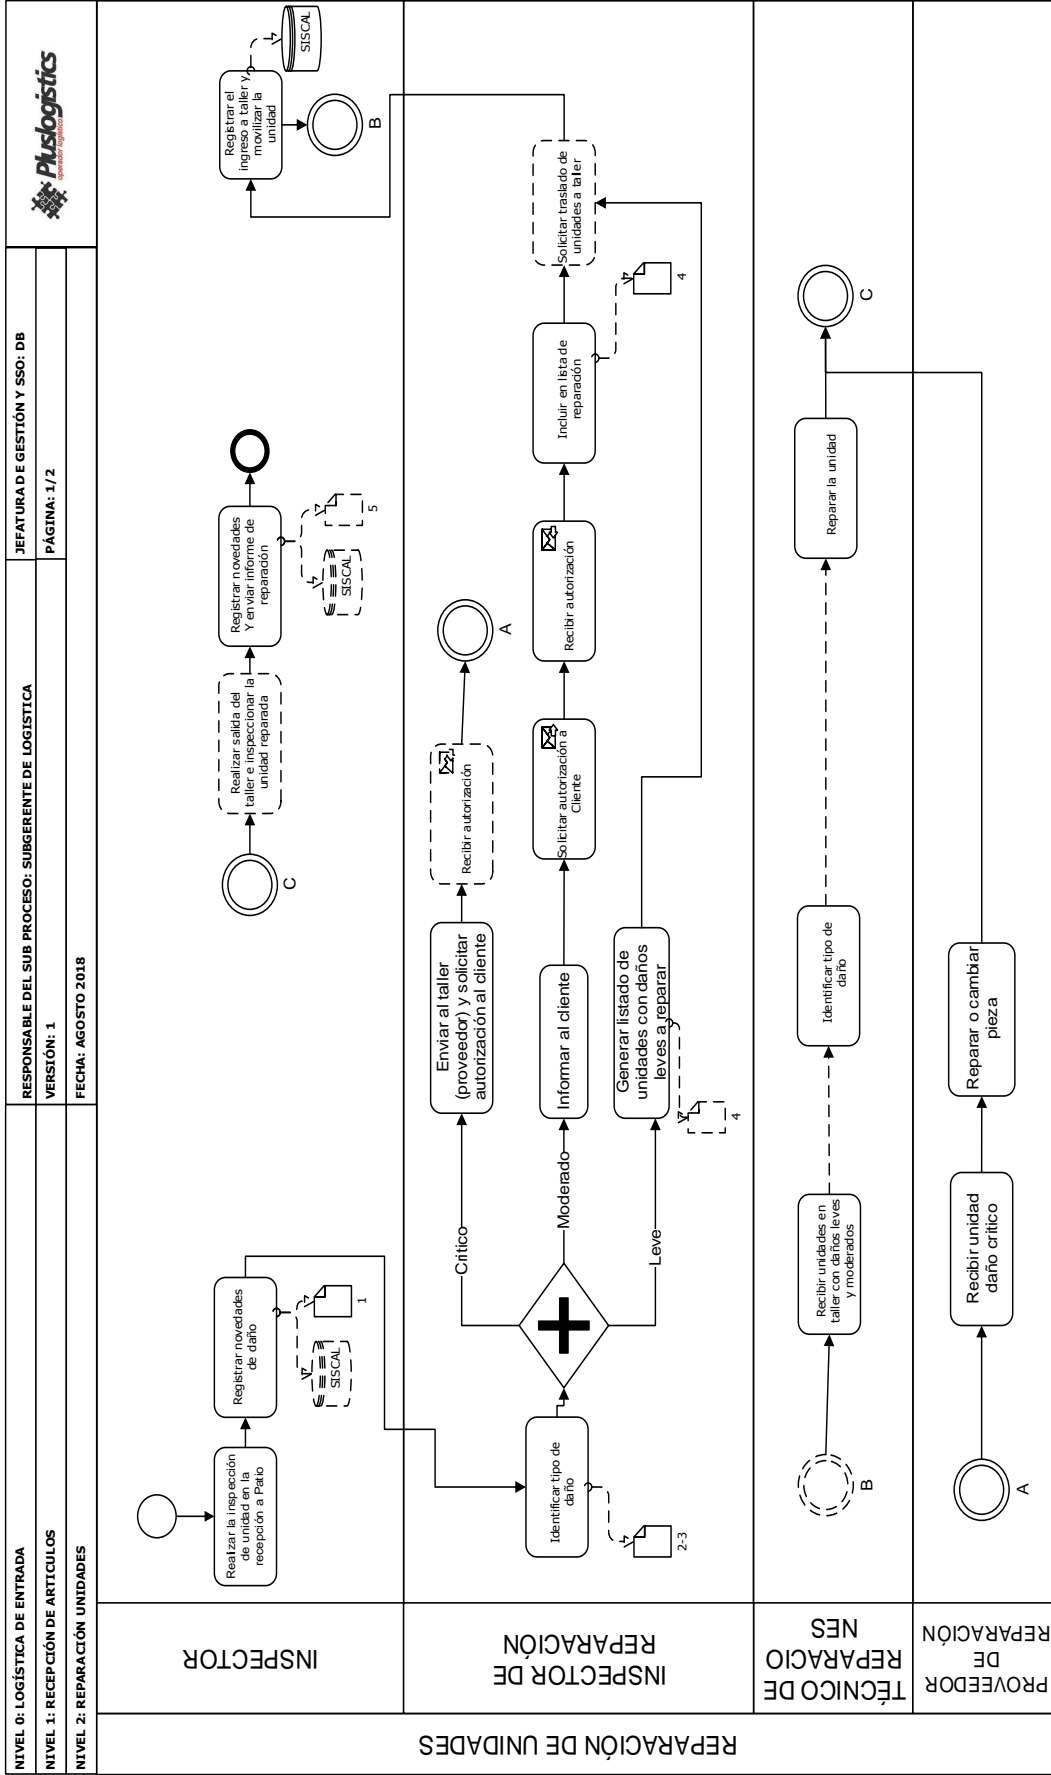 NIVEL 0: LOGÍSTICA DE ENTRADA
RESPONSABLE DEL SUB PROCESO: SUBGERENTE DE LOGISTICA
JEFATURA D E GESTIÓN Y SSO: DB
Pluslogistics
operador logístico
NIVEL 1: RECEPCIÓN DE ARTICULOS
VERSIÓN: 1
PÁGINA: 1/2
NIVEL 2: REPARACIÓN UNIDADES
FECHA: AGOSTO 2018
REPARACIÓN DE UNIDADES
INSPECTOR
Realizar la inspección
de unidad en la
recepción a Patio
Registrar novedades
de daño
SISCAL
1
C
Realizar salida del
taller e inspeccionar la
unidad reparada
Registrar novedades
Y enviar informe de
reparación
SISCAL
5
Registrar el
ingreso a taller y
movilizar la
unidad
SISCAL
B
INSPECTOR DE
REPARACIÓN
Identificar tipo de
daño
2-3
Crítico
Enviar al taller
(proveedor) y solicitar
autorización al cliente
Recibir autorización
A
Moderado
Informar al cliente
Solicitar autorización a
Cliente
Recibir autorización
Incluir en lista de
reparación
4
Solicitar traslado de
unidades a taller
Leve
Generar listado de
unidades con daños
leves a reparar
4
TÉCNICO DE
REPARACIO
NES
B
Recibir unidades en
taller con daños leves
y moderados
Identificar tipo de
daño
Reparar la unidad
C
PROVEEDOR
DE
REPARACIÓN
A
Recibir unidad
daño critico
Reparar o cambiar
pieza